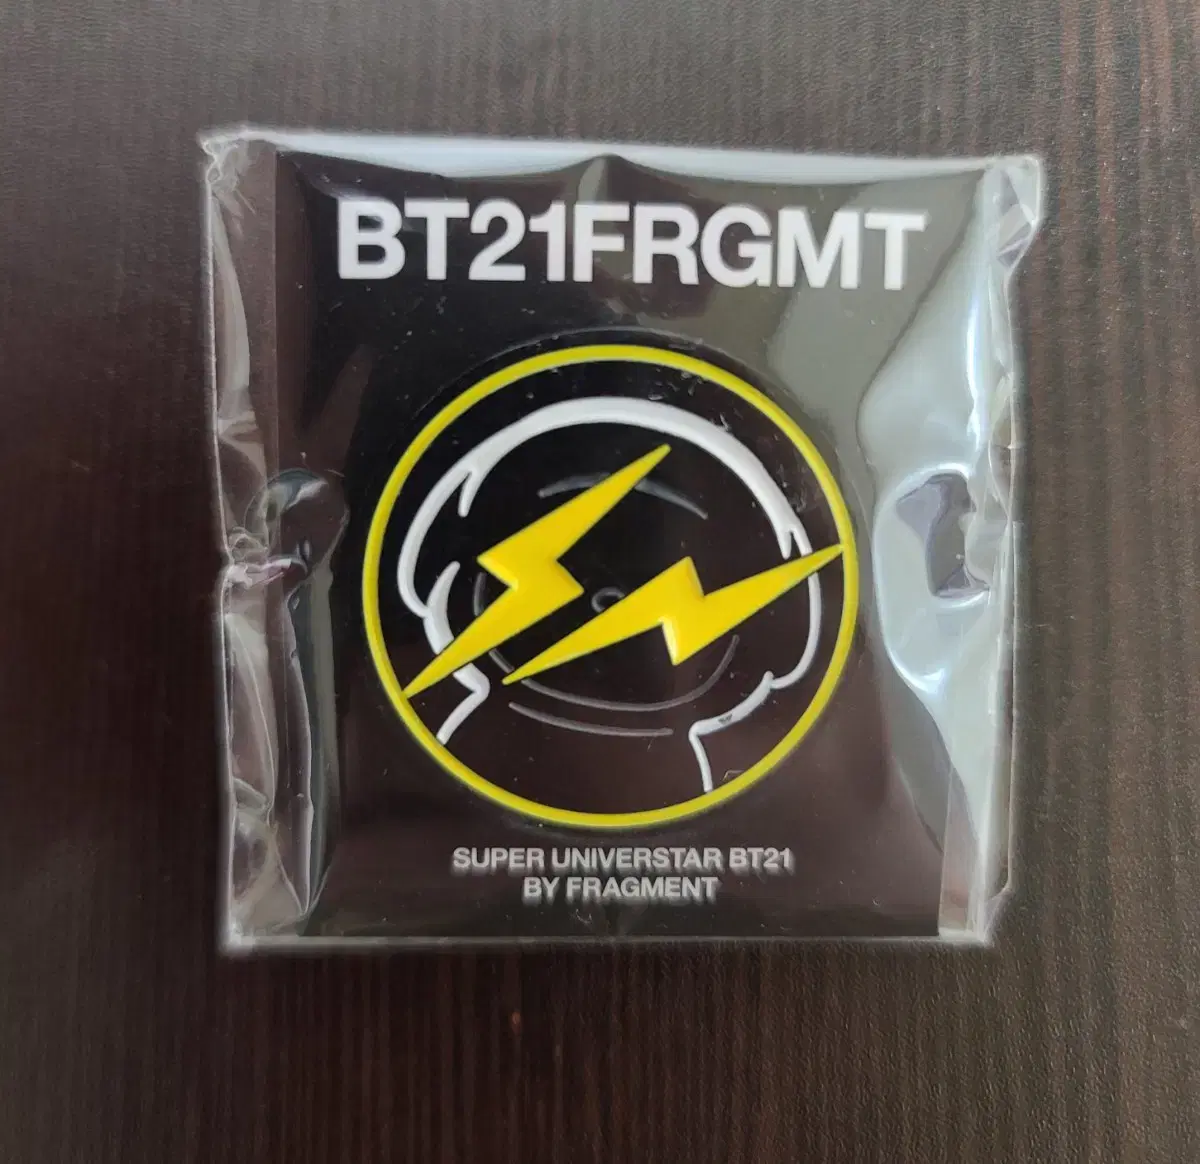 BT21FRGMT
SUPER UNIVERSTAR BT21
BY FRAGMENT